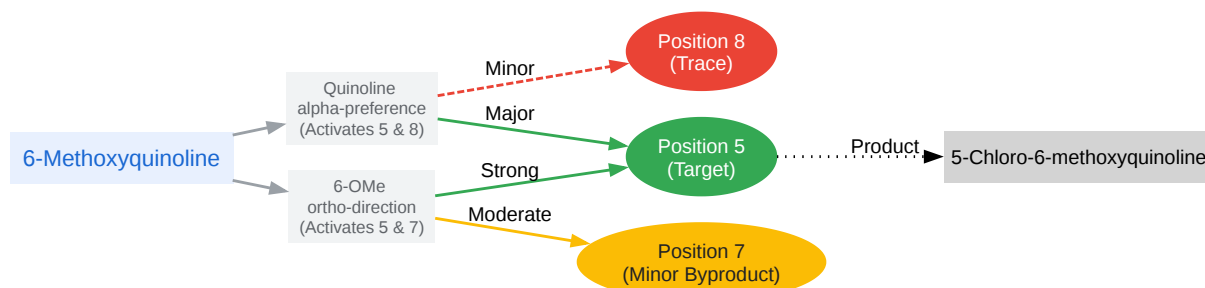 6-Methoxyquinoline
Quinoline
alpha-preference
(Activates 5 & 8)
6-OMe
ortho-direction
(Activates 5 & 7)
Minor
Major
Strong
Moderate
Position 8
(Trace)
Position 5
(Target)
Position 7
(Minor Byproduct)
Product
5-Chloro-6-methoxyquinoline